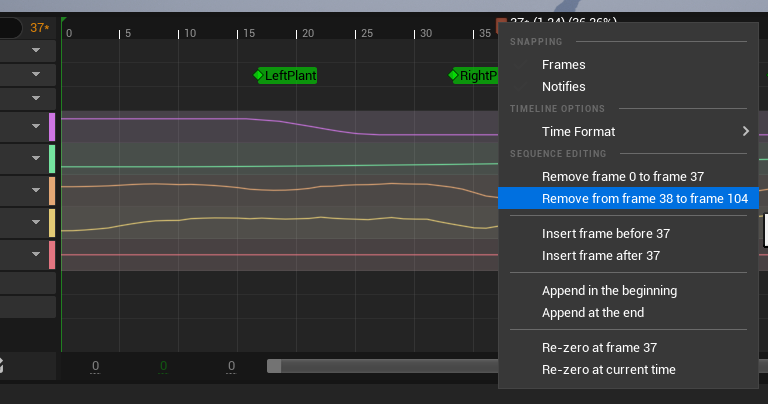 37* (1.24) (36.26%)
37*
0 5 10 15 20 25 30 35
SNAPPING
Frames
LeftPlant
RightP
Notifies
TIMELINE OPTIONS
Time Format
SEQUENCE EDITING
Remove frame 0 to frame 37
Remove from frame 38 to frame 104
Insert frame before 37
Insert frame after 37
Append in the beginning
Append at the end
Re-zero at frame 37
0 0 0
Re-zero at current time